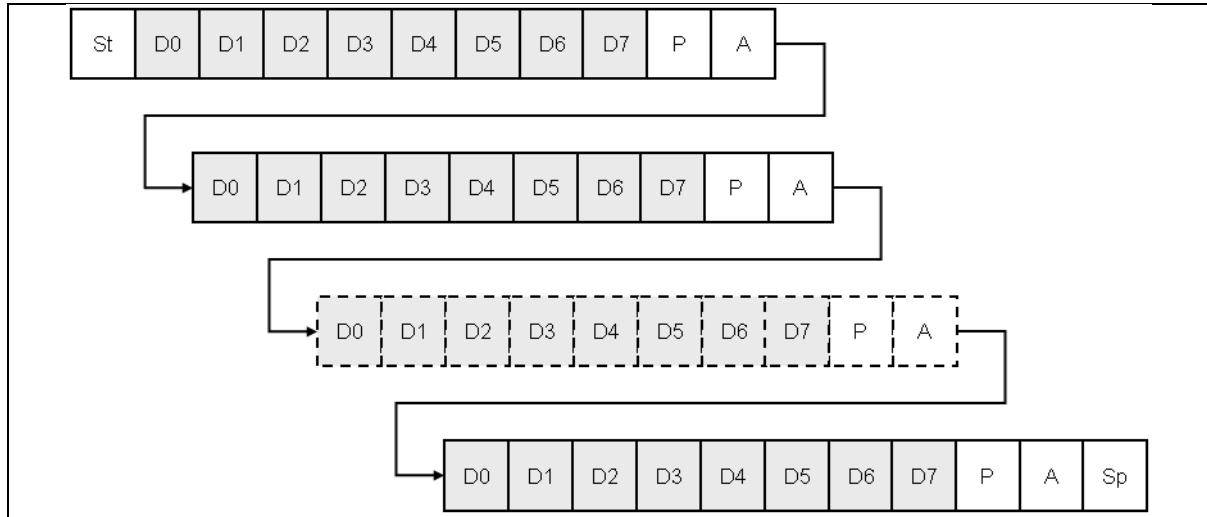 St D0 D1 D2 D3 D4 D5 D6 D7 P A
D0 D1 D2 D3 D4 D5 D6 D7 P A
D0 D1 D2 D3 D4 D5 D6 D7 P A
D0 D1 D2 D3 D4 D5 D6 D7 P A Sp